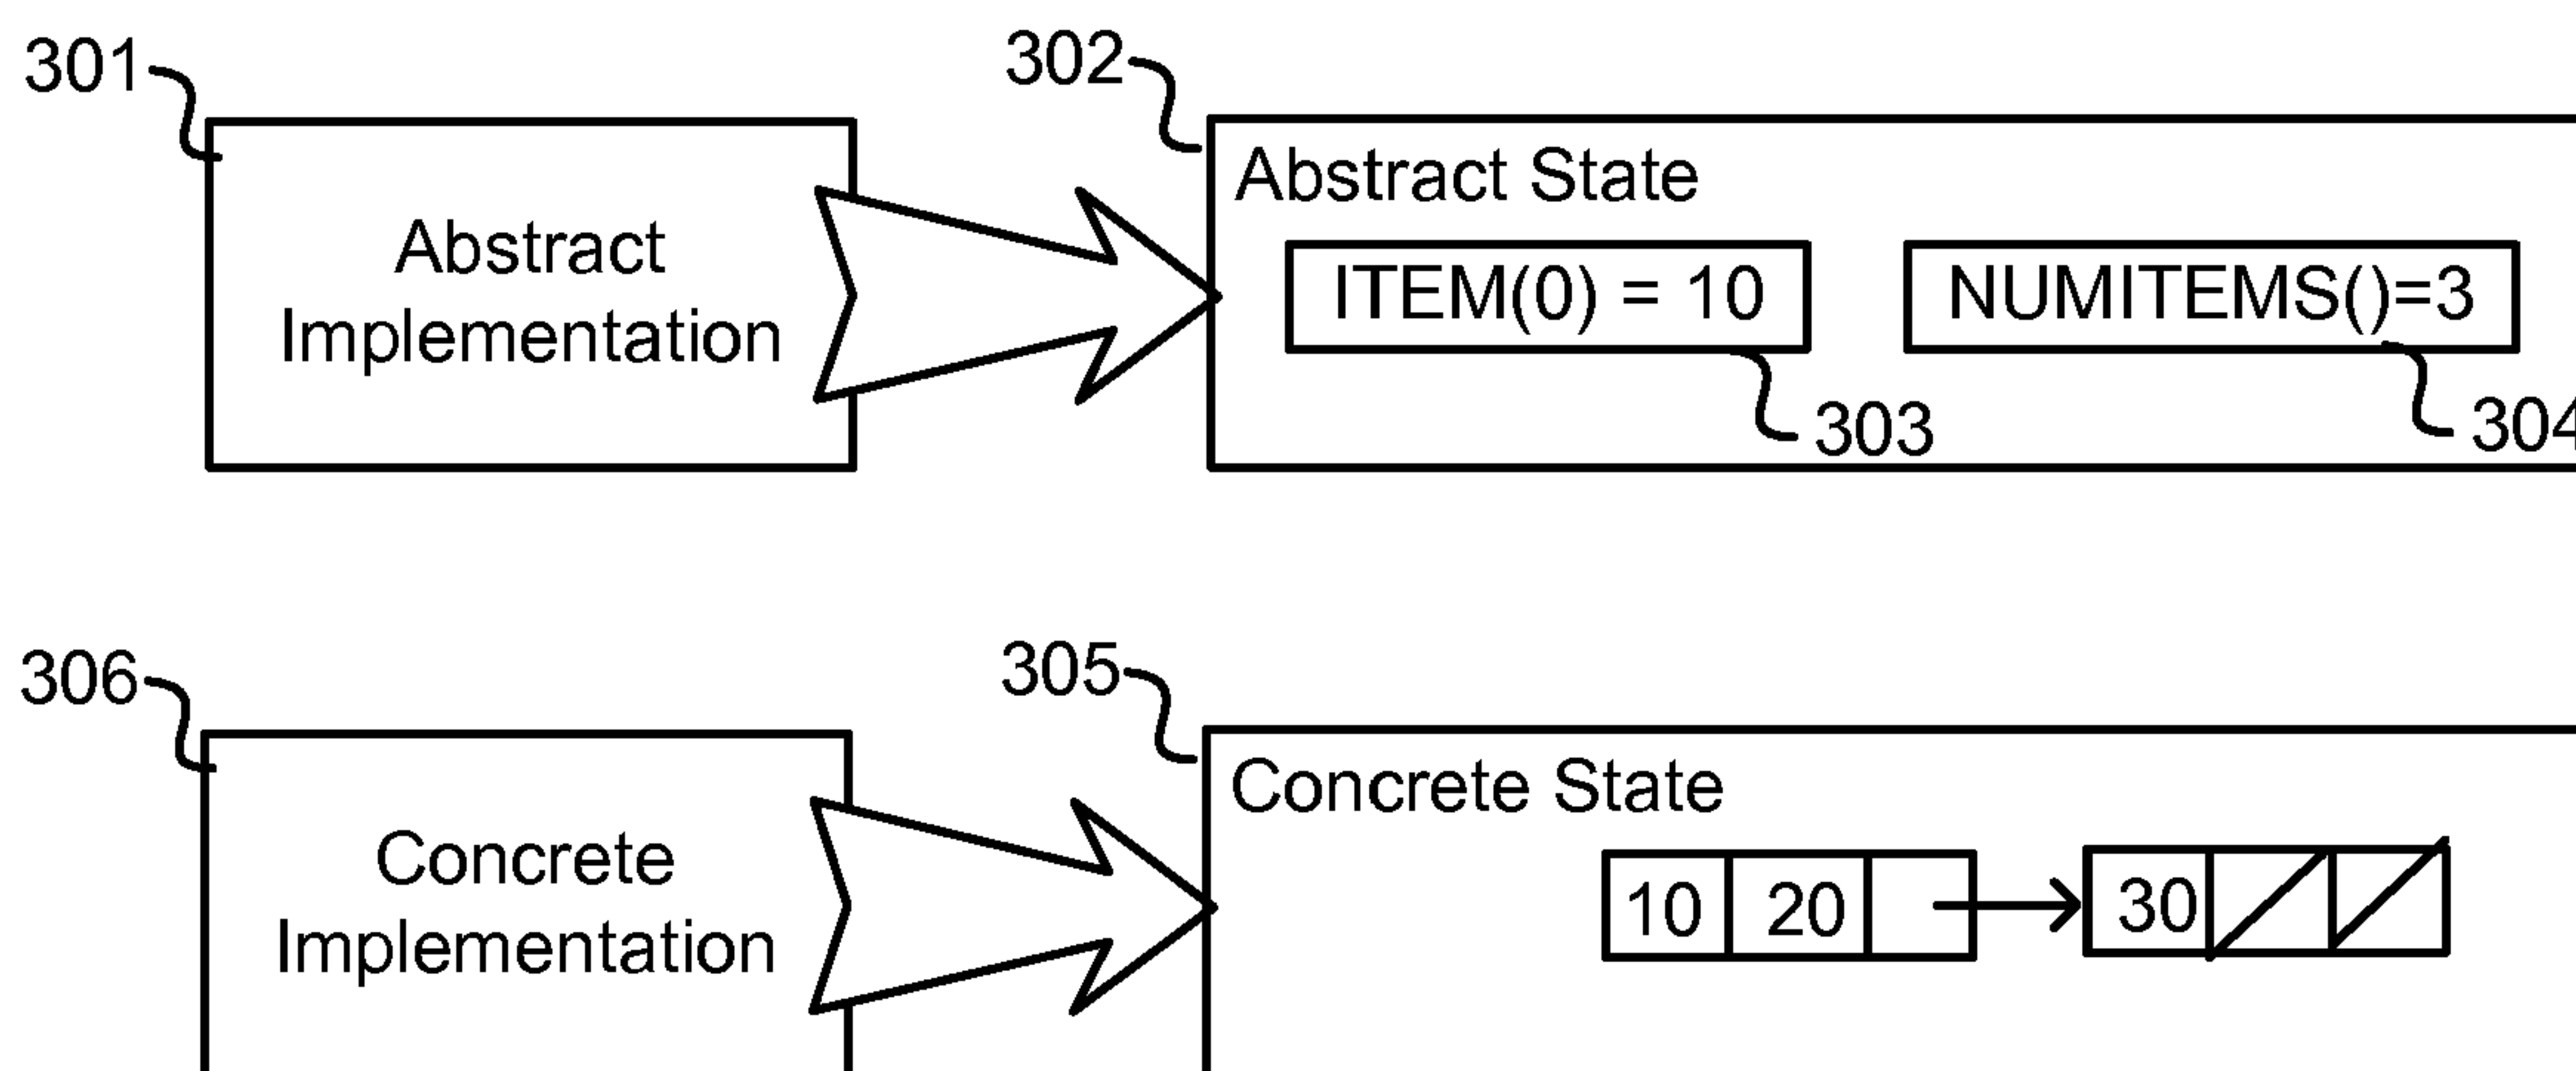 301
302
Abstract
Implementation
Abstract State
ITEM(0) = 10
NUMITEMS()=3
303
304
306
305
Concrete
Implementation
Concrete State
10 20
30